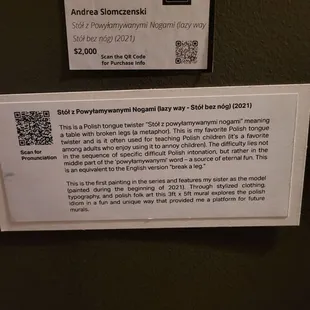 Andrea Slomczenski
Stół z Powyłamywanymi Nogami (lazy way
Stół bez nóg) (2021)
$2,000
Scan the QR Code
for Purchase Info
Stół z Powyłamywanymi Nogami (lazy way - Stół bez nóg) (2021)
This is a Polish tongue twister "Stół z powyłamywanymi nogami" meaning
a table with broken legs (a metaphor). This is my favorite Polish tongue
twister and is often used for teaching Polish children (it's a favorite
among adults who enjoy using it to annoy children). The difficulty lies not
in the sequence of specific difficult Polish intonation, but rather in the
middle part of the 'powyłamywanymi' word – a source of eternal fun. This
is an equivalent to the English version "break a leg."
Scan for
Pronunciation
This is the first painting in the series and features my sister as the model
(painted during the beginning of 2021). Through stylized clothing,
typography, and polish folk art this 3ft x 5ft mural explores the polish
idiom in a fun and unique way that provided me a platform for future
murals.